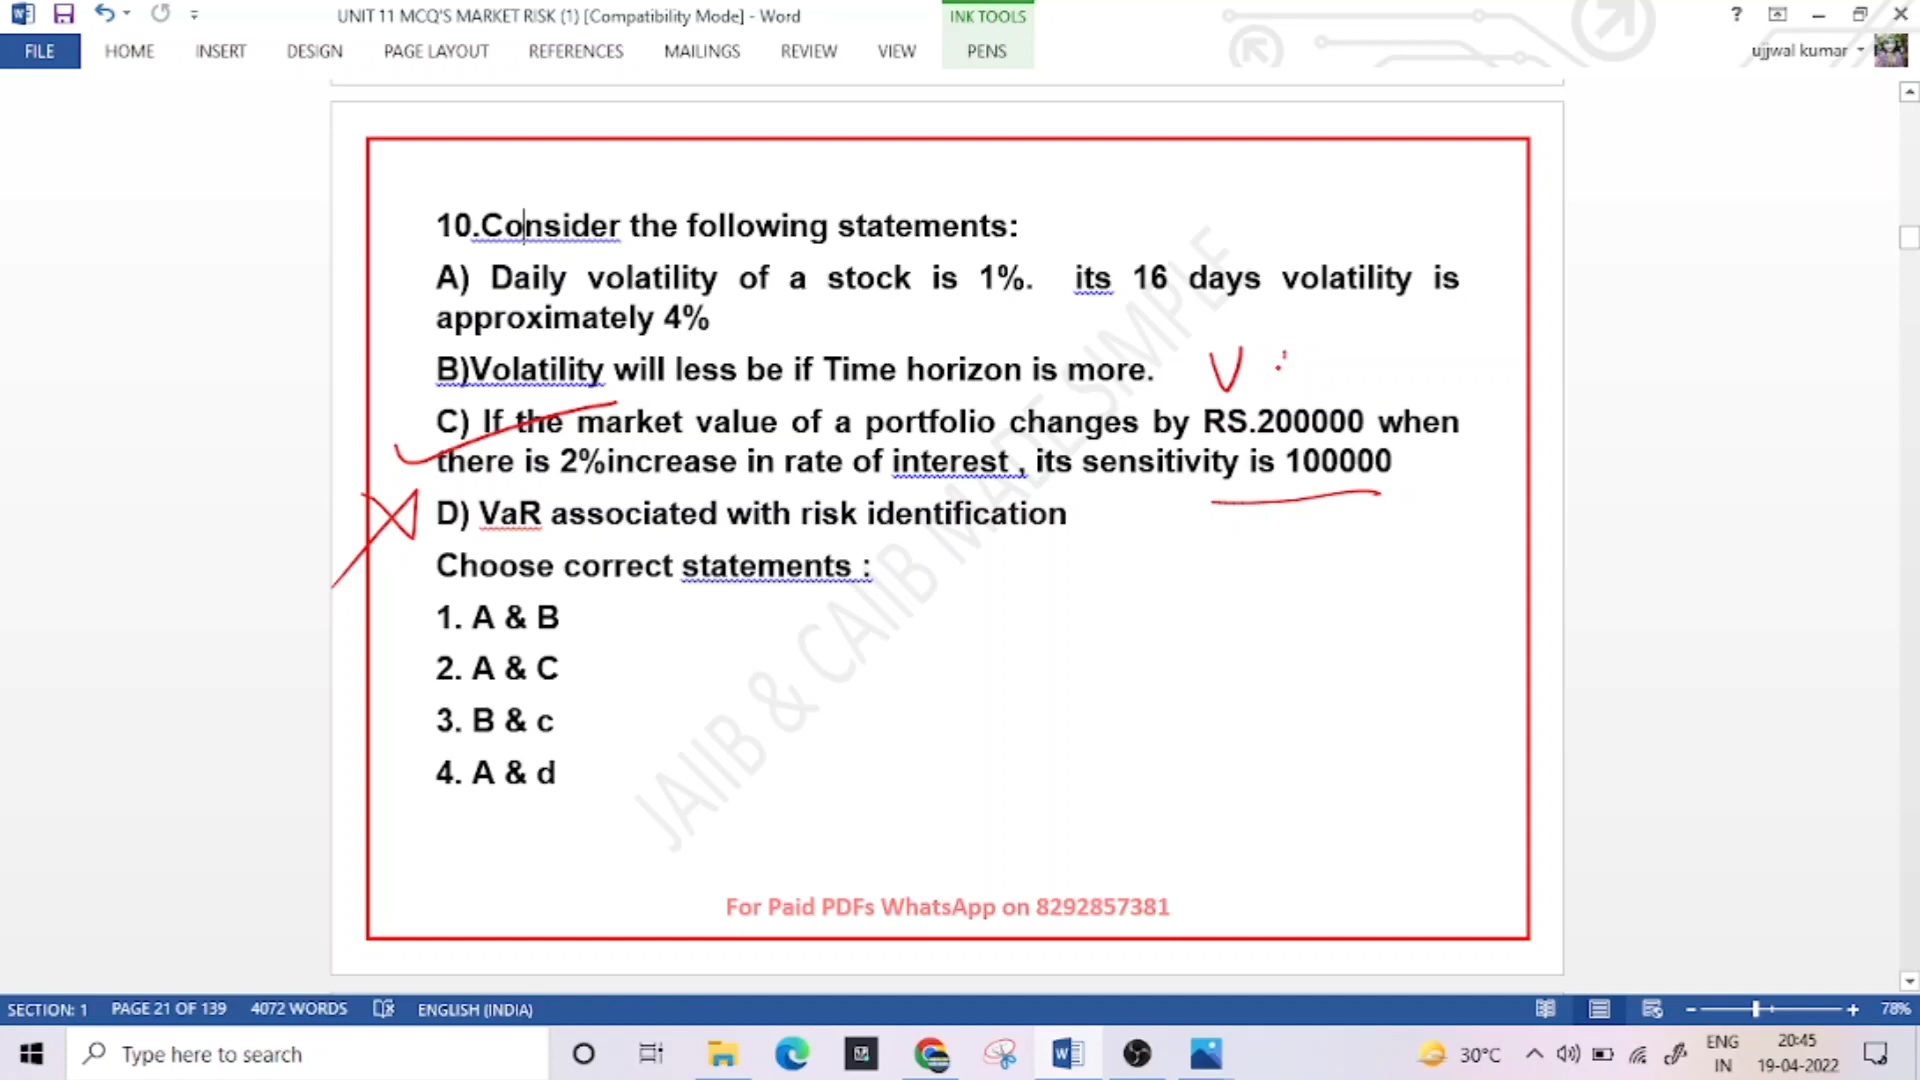 UNIT 11 MCQ'S MARKET RISK (1) [Compatibility Mode] - Word
INK TOOLS
?
FILE
HOME
INSERT
DESIGN
PAGE LAYOUT
REFERENCES
MAILINGS
REVIEW
VIEW
PENS
ujjwal kumar
10.Consider the following statements:
A) Daily volatility of a stock is 1%. its 16 days volatility is
approximately 4%
B)Volatility will less be if Time horizon is more.
V
C) If the market value of a portfolio changes by RS.200000 when
there is 2%increase in rate of interest , its sensitivity is 100000
D) VaR associated with risk identification
Choose correct statements :
1. A & B
2. A & C
3. B & c
4. A & d
JAIIB & CAIIB MADE SIMPLE
For Paid PDFs WhatsApp on 8292857381
SECTION: 1
PAGE 21 OF 139
4072 WORDS
ENGLISH (INDIA)
78%
Type here to search
30°C
ENG
IN
20:45
19-04-2022